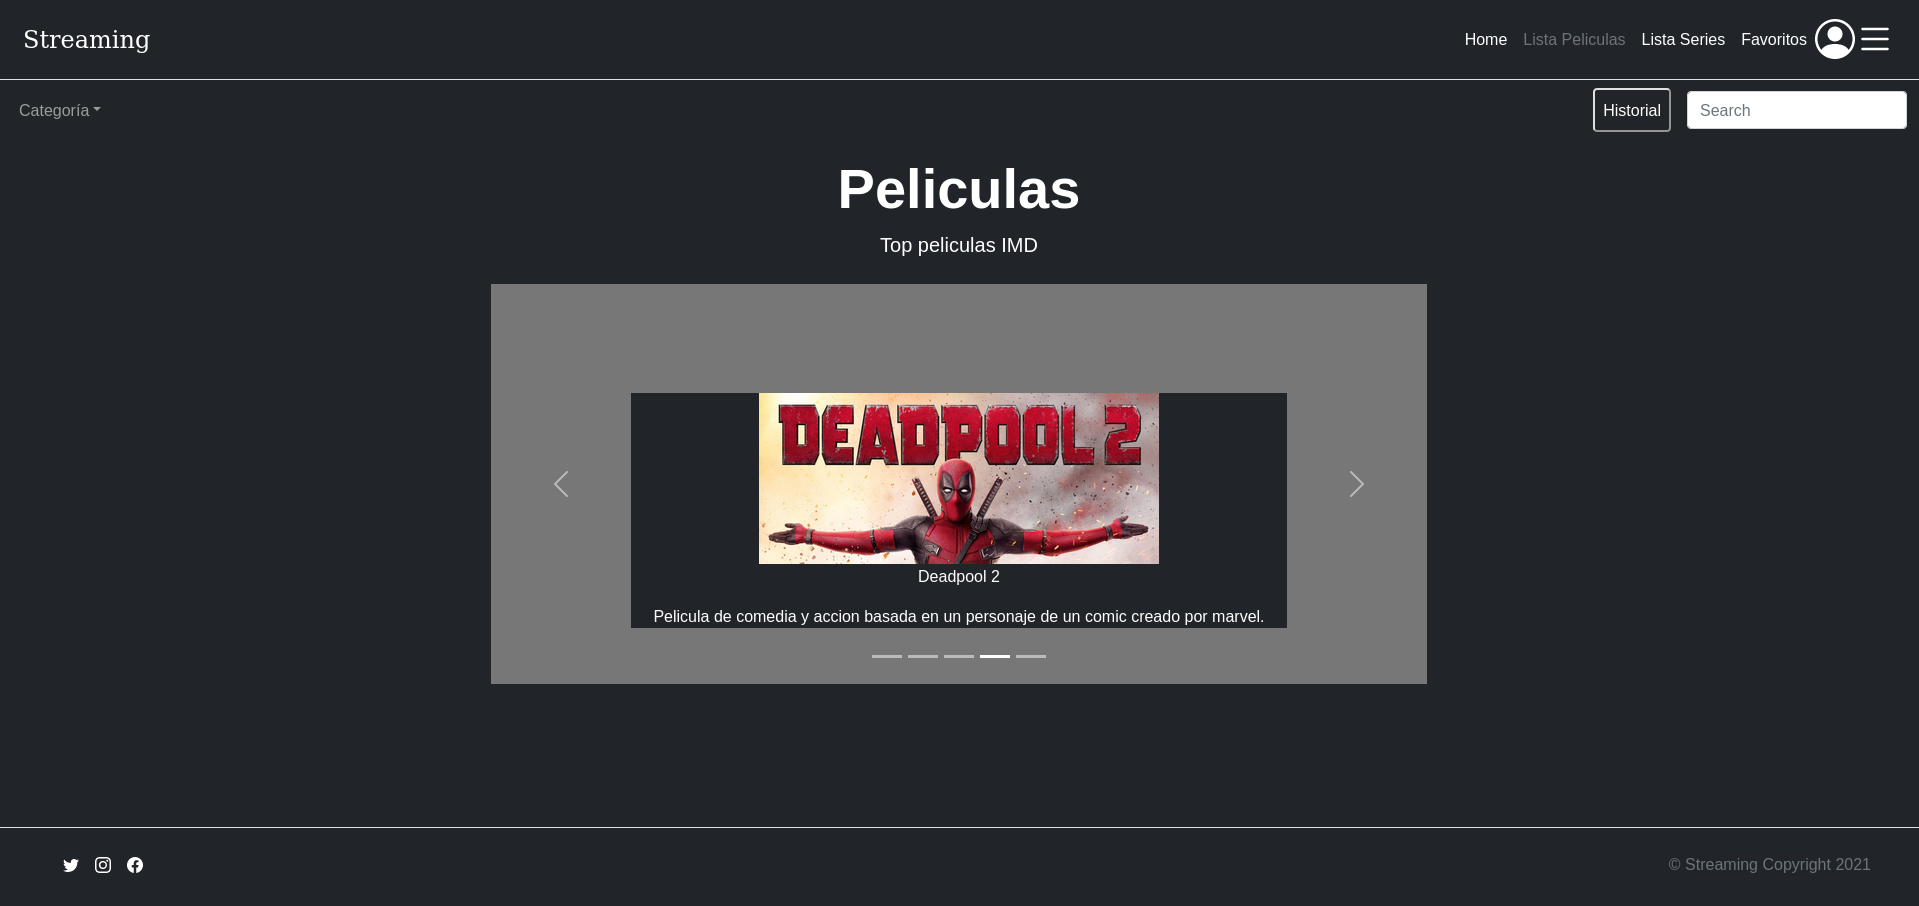 Streaming
Home Lista Peliculas Lista Series Favoritos
Categoría
Historial
Search
Peliculas
Top peliculas IMD
DEADPOOL 2
Deadpool 2
Pelicula de comedia y accion basada en un personaje de un comic creado por marvel.
© Streaming Copyright 2021